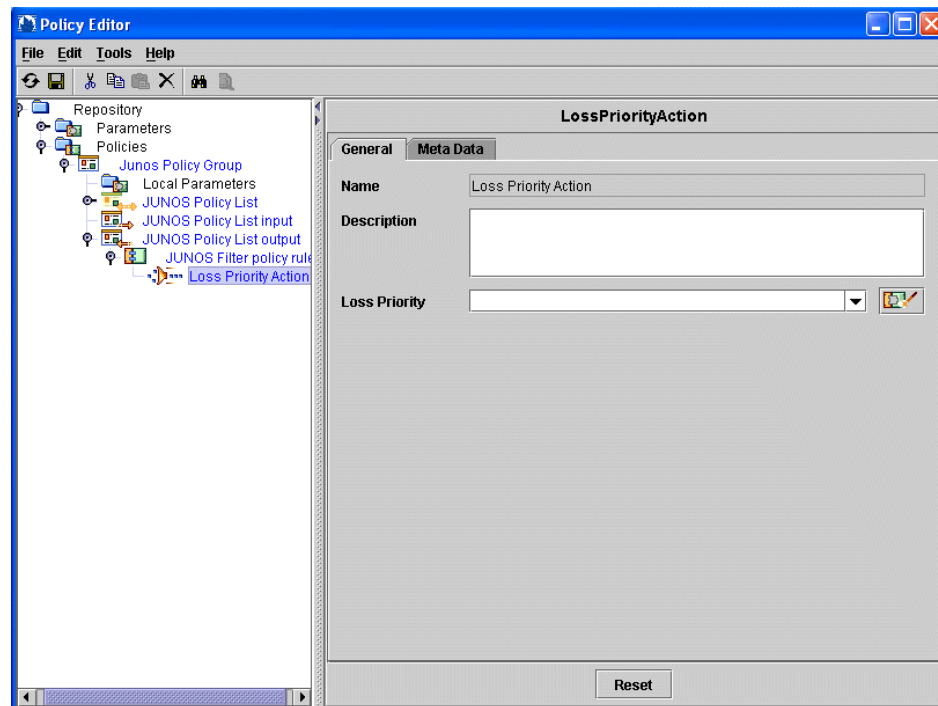 Policy Editor
File Edit Tools Help
Repository
Parameters
Policies
Junos Policy Group
Local Parameters
JUNOS Policy List
JUNOS Policy List input
JUNOS Policy List output
JUNOS Filter policy rule
Loss Priority Action
LossPriorityAction
General Meta Data
Name Loss Priority Action
Description
Loss Priority
Reset